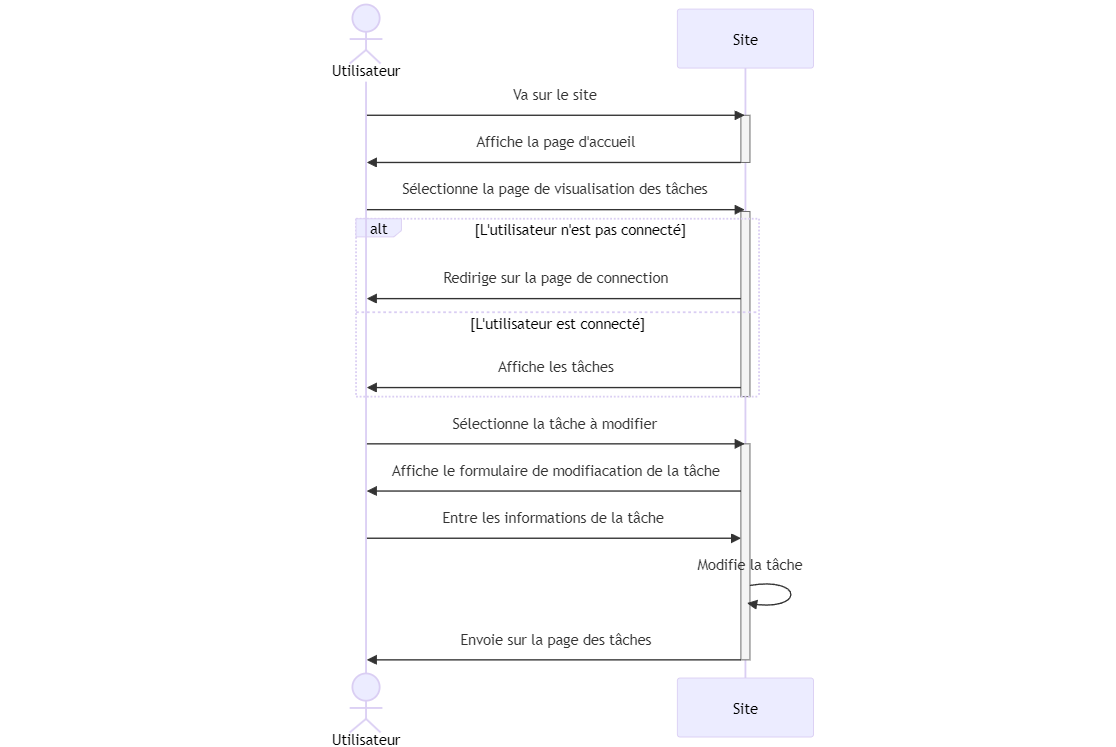 Utilisateur
Site
Va sur le site
Affiche la page d'accueil
Sélectionne la page de visualisation des tâches
alt
[L'utilisateur n'est pas connecté]
Redirige sur la page de connection
[L'utilisateur est connecté]
Affiche les tâches
Sélectionne la tâche à modifier
Affiche le formulaire de modifiacation de la tâche
Entre les informations de la tâche
Modifie la tâche
Envoie sur la page des tâches
Utilisateur
Site